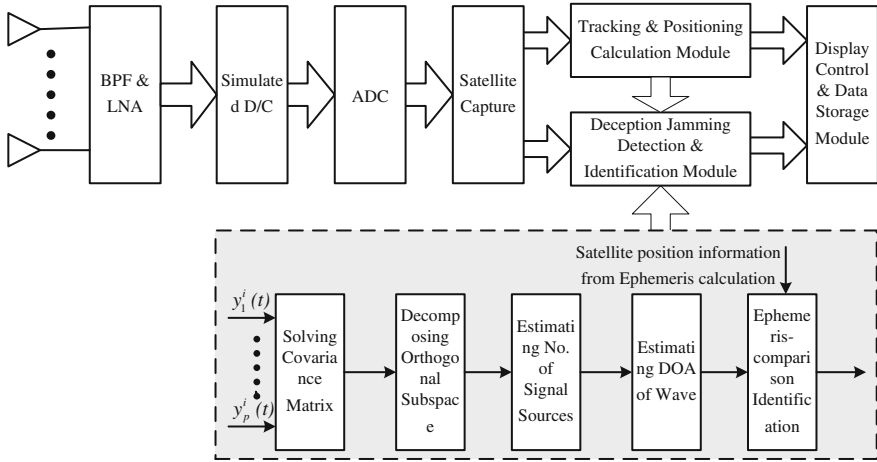 BPF &
LNA
Simulate
d D/C
ADC
Satellite
Capture
Tracking & Positioning
Calculation Module
Deception Jamming
Detection &
Identification Module
Display
Control
& Data
Storage
Module
Satellite position information
from Ephemeris calculation
y_1^i(t)
y_p^i(t)
Solving
Covaria
nce
Matrix
Decomp
osing
Orthogo
nal
Subspac
e
Estimati
ng No.
of
Signal
Sources
Estimati
ng DOA
of Wave
Epheme
ris-
compari
son
Identific
ation